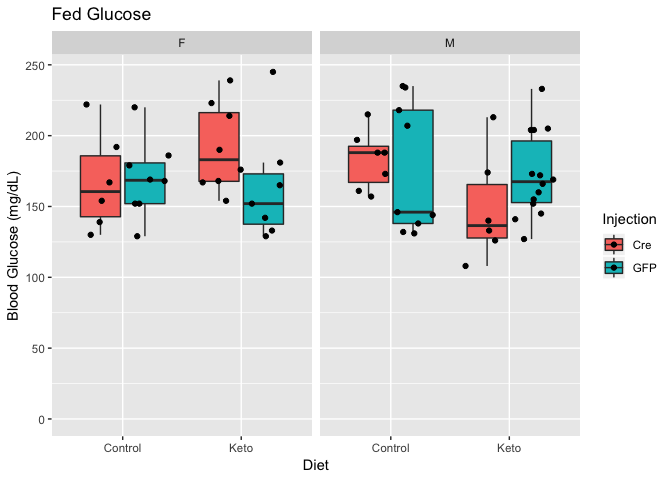 Fed Glucose
F
M
250
200
150
100
50
0
Blood Glucose (mg/dL)
Control
Keto
Control
Keto
Diet
Injection
Cre
GFP